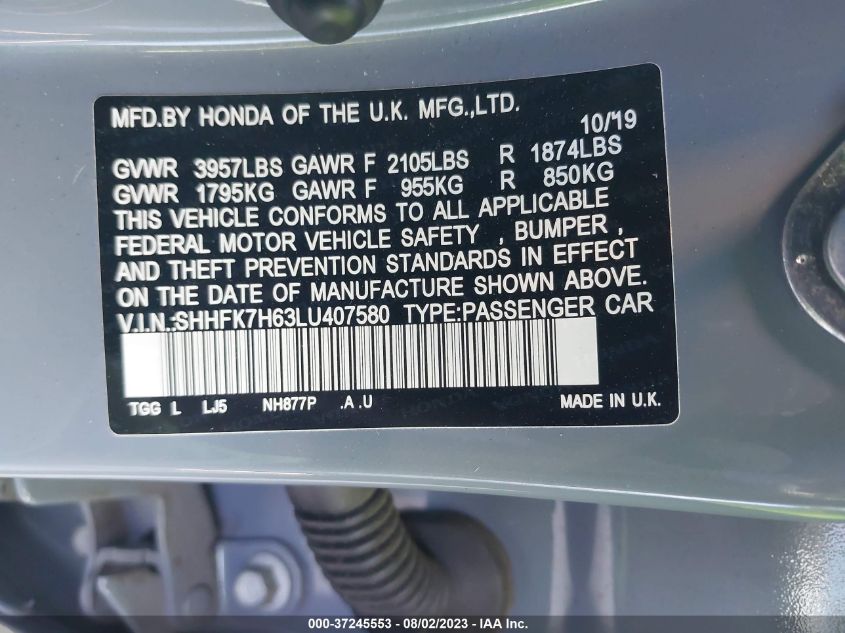 MFD.BY HONDA OF THE U.K. MFG.,LTD.
10/'19
GVWR 3957LBS GAWR F 2105LBS R 1874LBS
GVWR 1795KG GAWR F 955KG R 850KG
THIS VEHICLE CONFORMS TO ALL APPLICABLE
FEDERAL MOTOR VEHICLE SAFETY , BUMPER ,
AND THEFT PREVENTION STANDARDS IN EFFECT
ON THE DATE OF MANUFACTURE SHOWN ABOVE.
V.I.N.:SHHFK7H63LU407580 TYPE:PASSENGER CAR
TGG L LJ5 NH877P .A .U MADE IN U.K.
000-37245553 - 08/02/2023 - IAAI.com